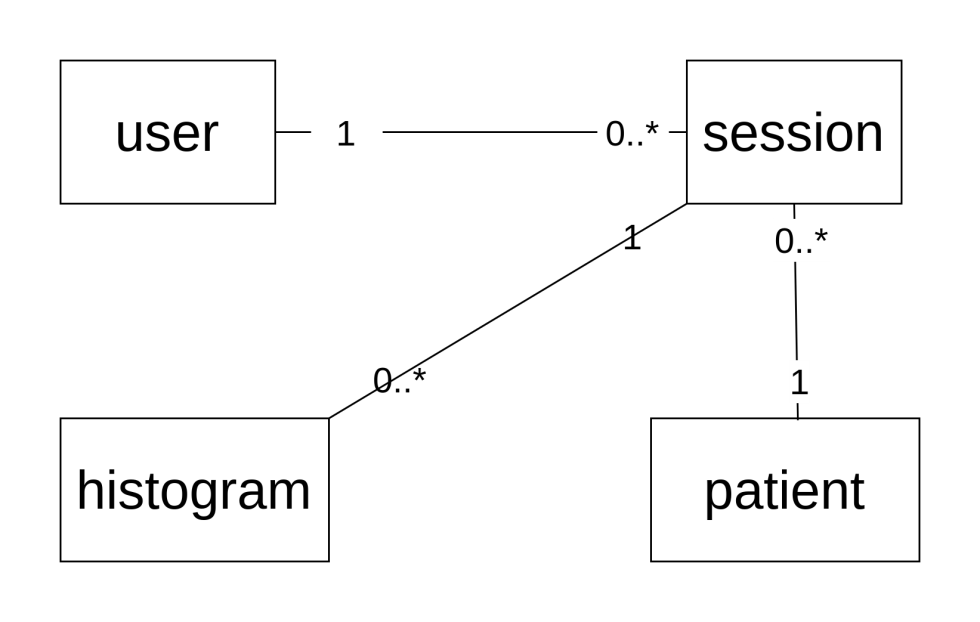 user
1
0..*
session
1
0..*
0..*
1
histogram
patient